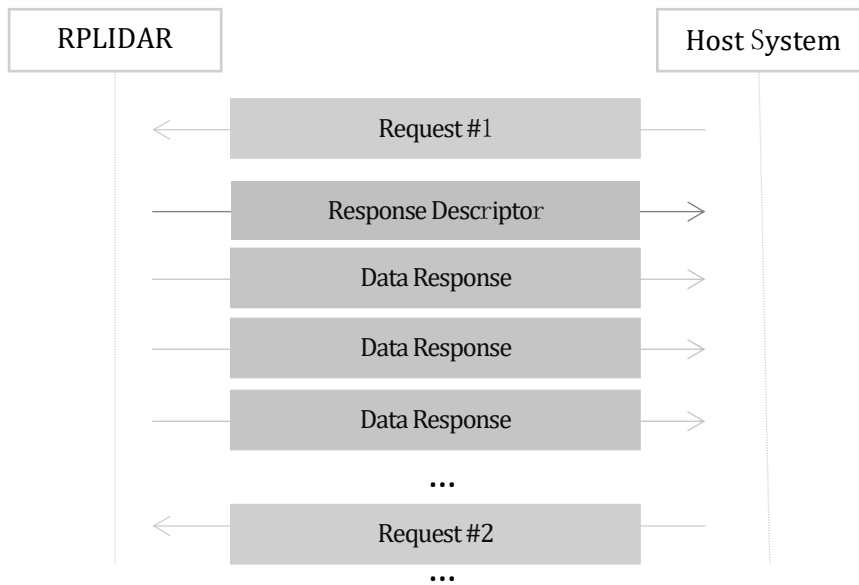 RPLIDAR
Host System
Request #1
Response Descriptor
Data Response
Data Response
Data Response
...
Request #2
...